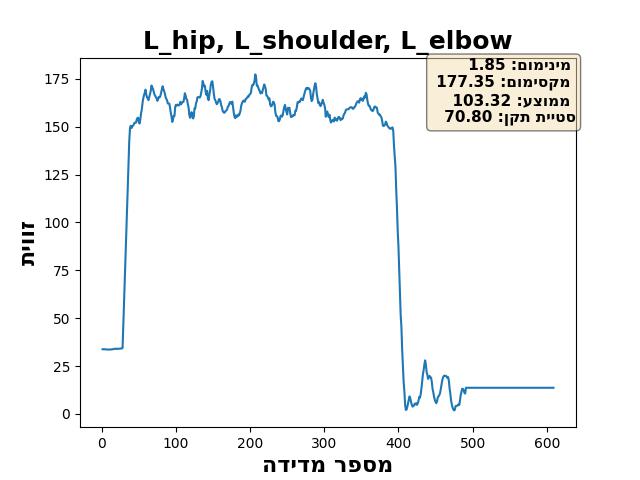 L_hip, L_shoulder, L_elbow
מינימום: 1.85
מקסימום: 177.35
ממוצע: 103.32
סטיית תקן: 70.80
175
150
125
100
75
50
25
0
זווית
0 100 200 300 400 500 600
מספר מדידה